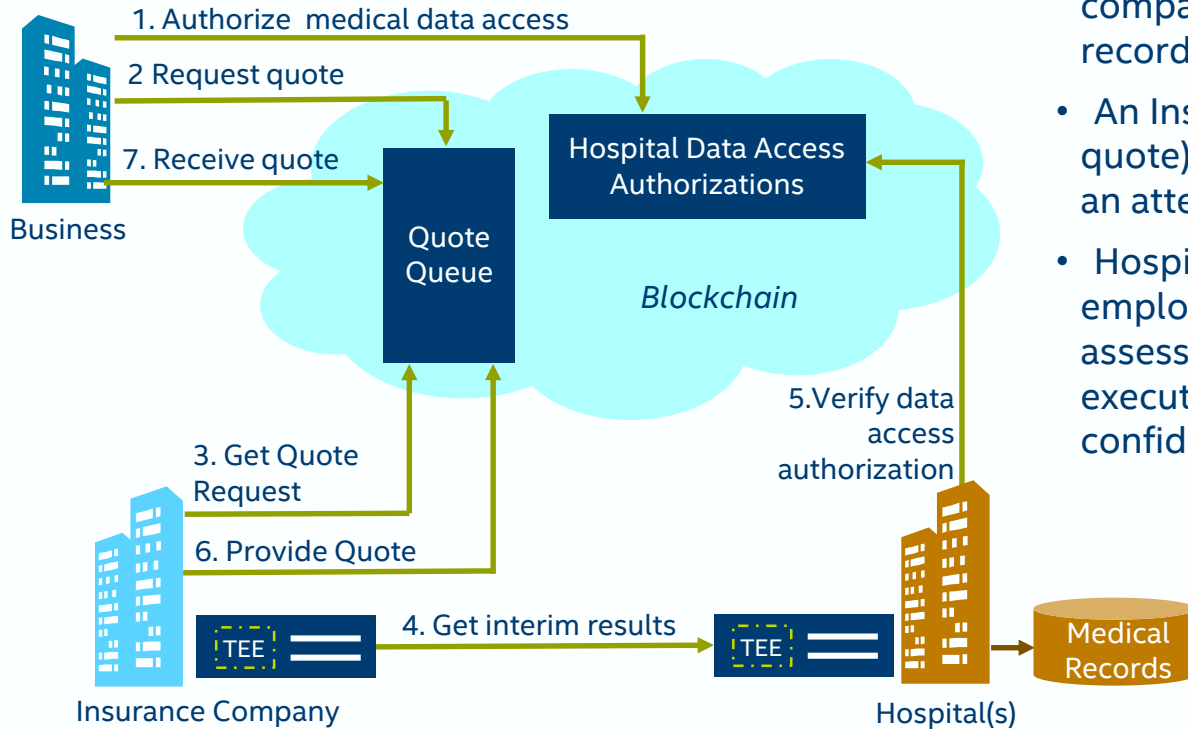 1. Authorize medical data access
2 Request quote
7. Receive quote
Business
Quote
Queue
Hospital Data Access
Authorizations
Blockchain
3. Get Quote
Request
6. Provide Quote
5.Verify data
access
authorization
TEE
4. Get interim results
TEE
Medical
Records
Insurance Company
Hospital(s)
record
• An Ins
quote)
an atte
• Hospi
emplo
assess
execut
confid